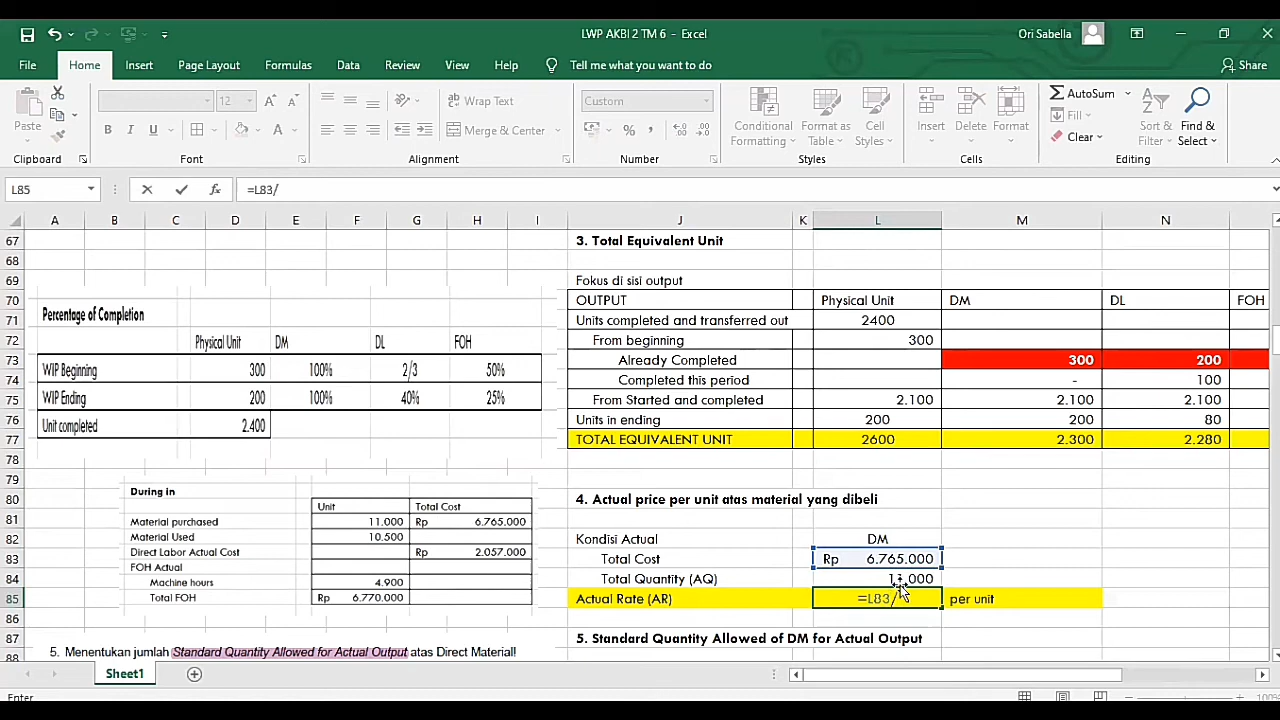 LWP AKBI 2 TM 6 - Excel
Ori Sabella
File Home Insert Page Layout Formulas Data Review View Help Tell me what you want to do Share
Paste
12 A A
B I U A
Wrap Text
Merge & Center
Custom
% ,
Conditional Formatting
Format as Table
Cell Styles
Insert Delete Format
AutoSum
Fill
Clear
Sort & Filter
Find & Select
Clipboard Font Alignment Number Styles Cells Editing
L85 fx =L83/
A B C D E F G H I J K L M N
67 3. Total Equivalent Unit
68
69 Fokus di sisi output
70 OUTPUT Physical Unit DM DL FOH
71 Units completed and transferred out 2400
72 From beginning 300
73 Already Completed 300 200
74 Completed this period - 100
75 From Started and completed 2.100 2.100 2.100
76 Units in ending 200 200 80
77 TOTAL EQUIVALENT UNIT 2600 2.300 2.280
78
79
80 4. Actual price per unit atas material yang dibeli
81
82 Kondisi Actual DM
83 Total Cost Rp 6.765.000
84 Total Quantity (AQ) 11.000
85 Actual Rate (AR) =L83/ per unit
86
87 5. Standard Quantity Allowed of DM for Actual Output
88
Percentage of Completion
Physical Unit DM DL FOH
WIP Beginning 300 100% 2/3 50%
WIP Ending 200 100% 40% 25%
Unit completed 2.400
During in
Unit Total Cost
Material purchased 11.000 Rp 6.765.000
Material Used 10.500
Direct Labor Actual Cost Rp 2.057.000
FOH Actual
Machine hours 4.900
Total FOH Rp 6.770.000
5. Menentukan jumlah Standard Quantity Allowed for Actual Output atas Direct Material!
Sheet1
Enter
100%